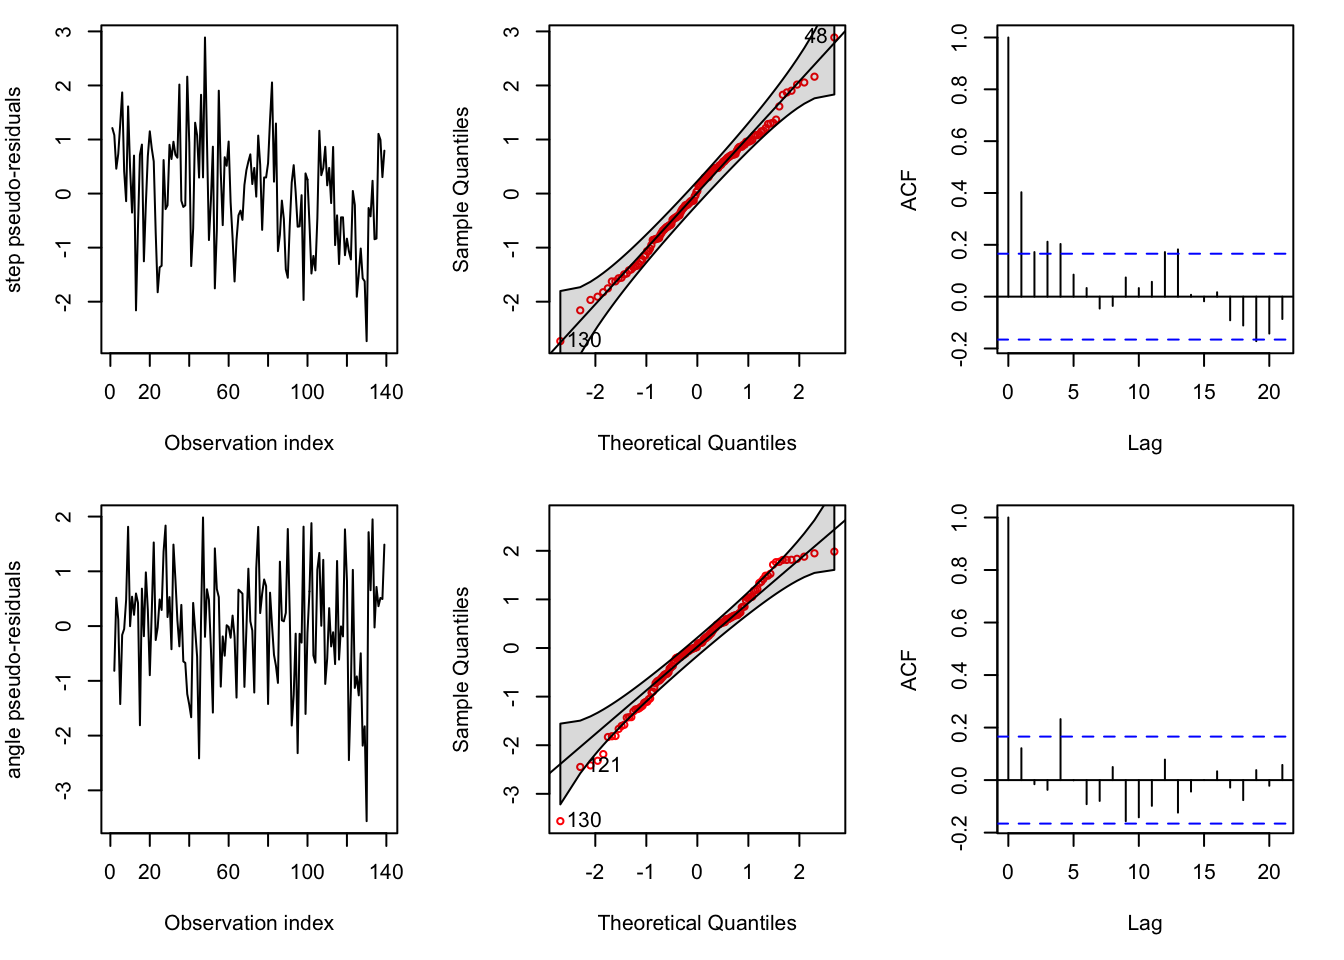 step pseudo-residuals
3
2
1
0
-1
-2
0 20 60 100 140
Observation index
Sample Quantiles
3
2
1
0
-1
-2
48
130
-2 -1 0 1 2
Theoretical Quantiles
ACF
1.0
0.8
0.6
0.4
0.2
0.0
-0.2
0 5 10 15 20
Lag
angle pseudo-residuals
2
1
0
-1
-2
-3
0 20 60 100 140
Observation index
Sample Quantiles
2
1
0
-1
-2
-3
121
130
-2 -1 0 1 2
Theoretical Quantiles
ACF
1.0
0.8
0.6
0.4
0.2
0.0
-0.2
0 5 10 15 20
Lag